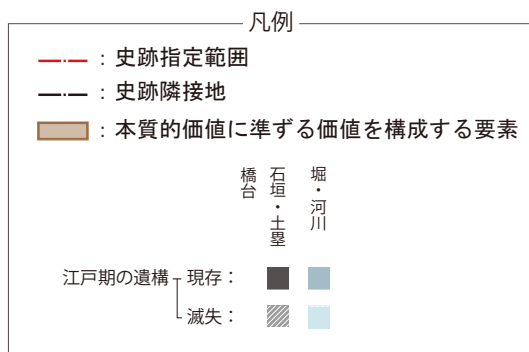 凡例
：史跡指定範囲
：史跡隣接地
：本質的価値に準ずる価値を構成する要素
橋台
石垣・土塁
堀・河川
江戸期の遺構
現存：
滅失：